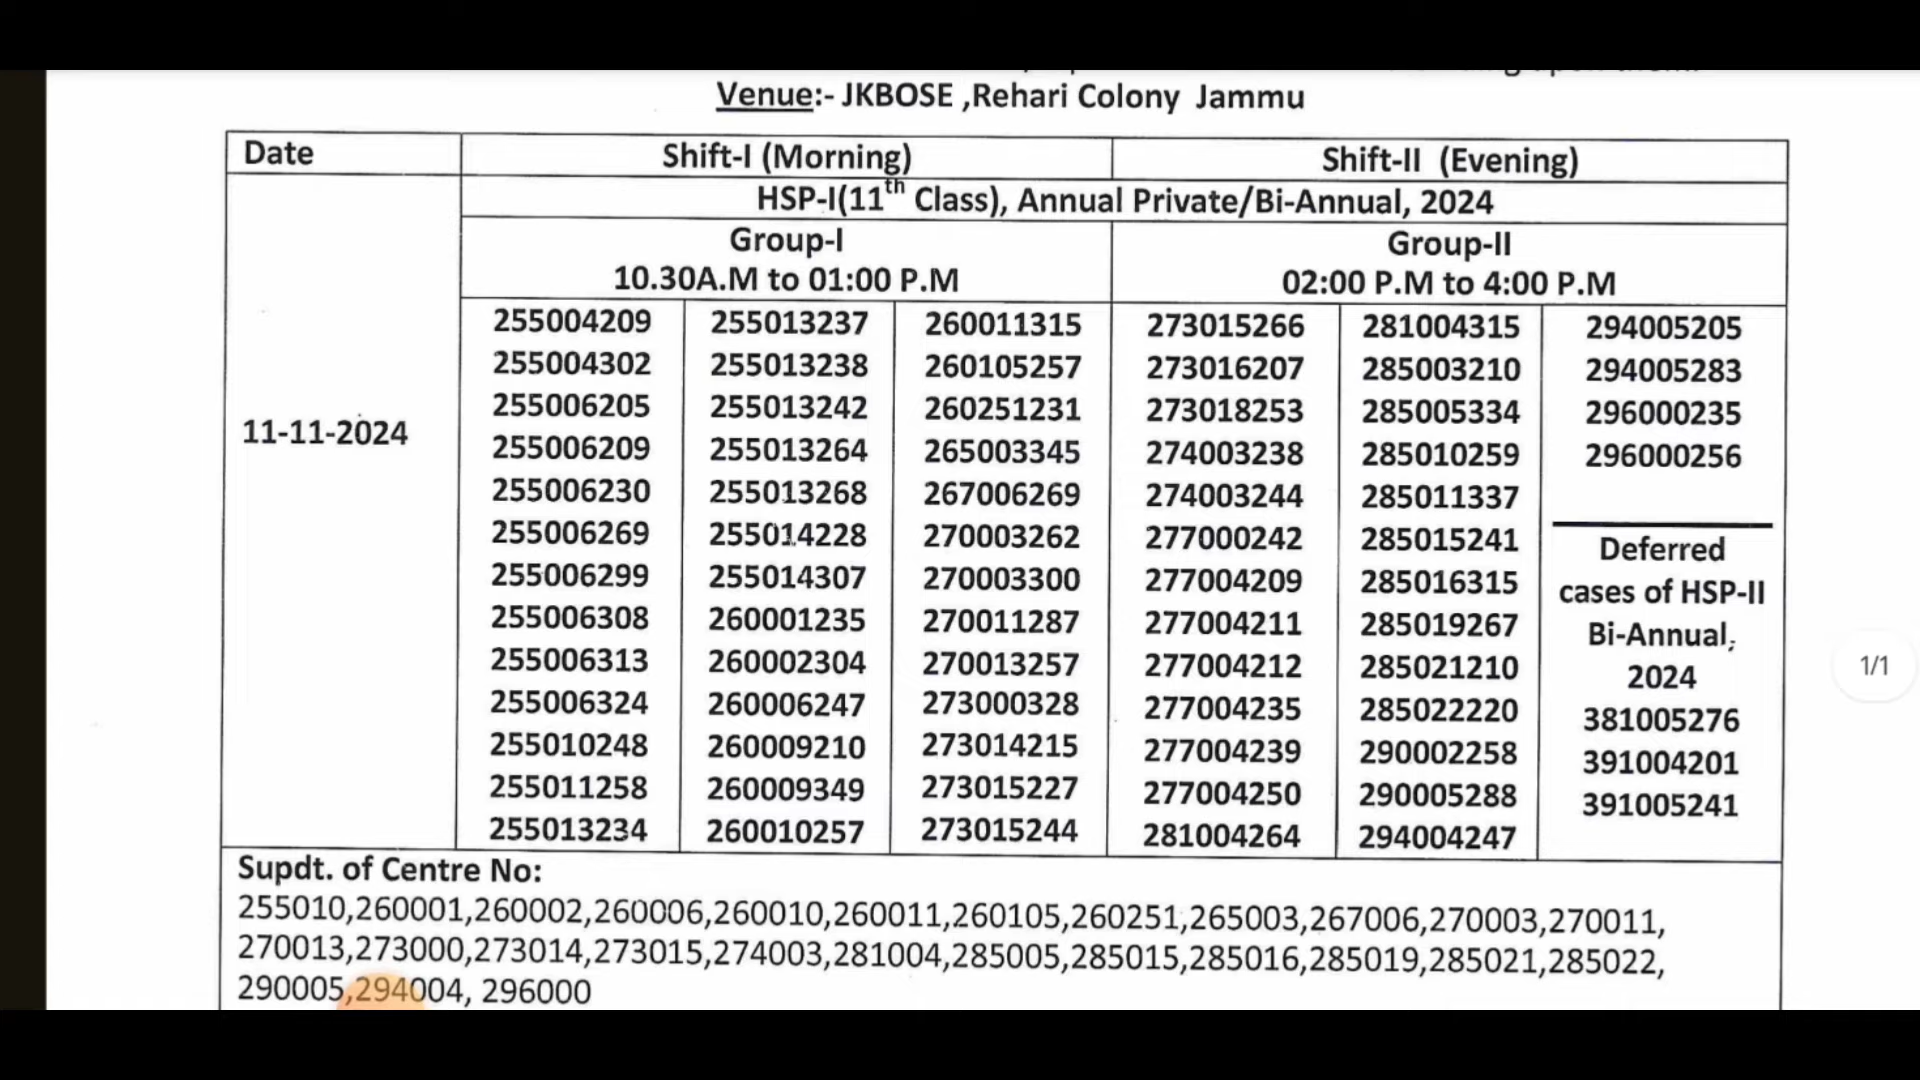 Venue:- JKBOSE ,Rehari Colony Jammu
Date Shift-I (Morning) Shift-II (Evening)
HSP-I(11th Class), Annual Private/Bi-Annual, 2024
Group-I Group-II
10.30A.M to 01:00 P.M 02:00 P.M to 4:00 P.M
11-11-2024
255004209 255013237 260011315 273015266 281004315 294005205
255004302 255013238 260105257 273016207 285003210 294005283
255006205 255013242 260251231 273018253 285005334 296000235
255006209 255013264 265003345 274003238 285010259 296000256
255006230 255013268 267006269 274003244 285011337
255006269 255014228 270003262 277000242 285015241 Deferred
255006299 255014307 270003300 277004209 285016315 cases of HSP-II
255006308 260001235 270011287 277004211 285019267 Bi-Annual,
255006313 260002304 270013257 277004212 285021210 2024
255006324 260006247 273000328 277004235 285022220 381005276
255010248 260009210 273014215 277004239 290002258 391004201
255011258 260009349 273015227 277004250 290005288 391005241
255013234 260010257 273015244 281004264 294004247
Supdt. of Centre No:
255010,260001,260002,260006,260010,260011,260105,260251,265003,267006,270003,270011,
270013,273000,273014,273015,274003,281004,285005,285015,285016,285019,285021,285022,
290005,294004, 296000
1/1